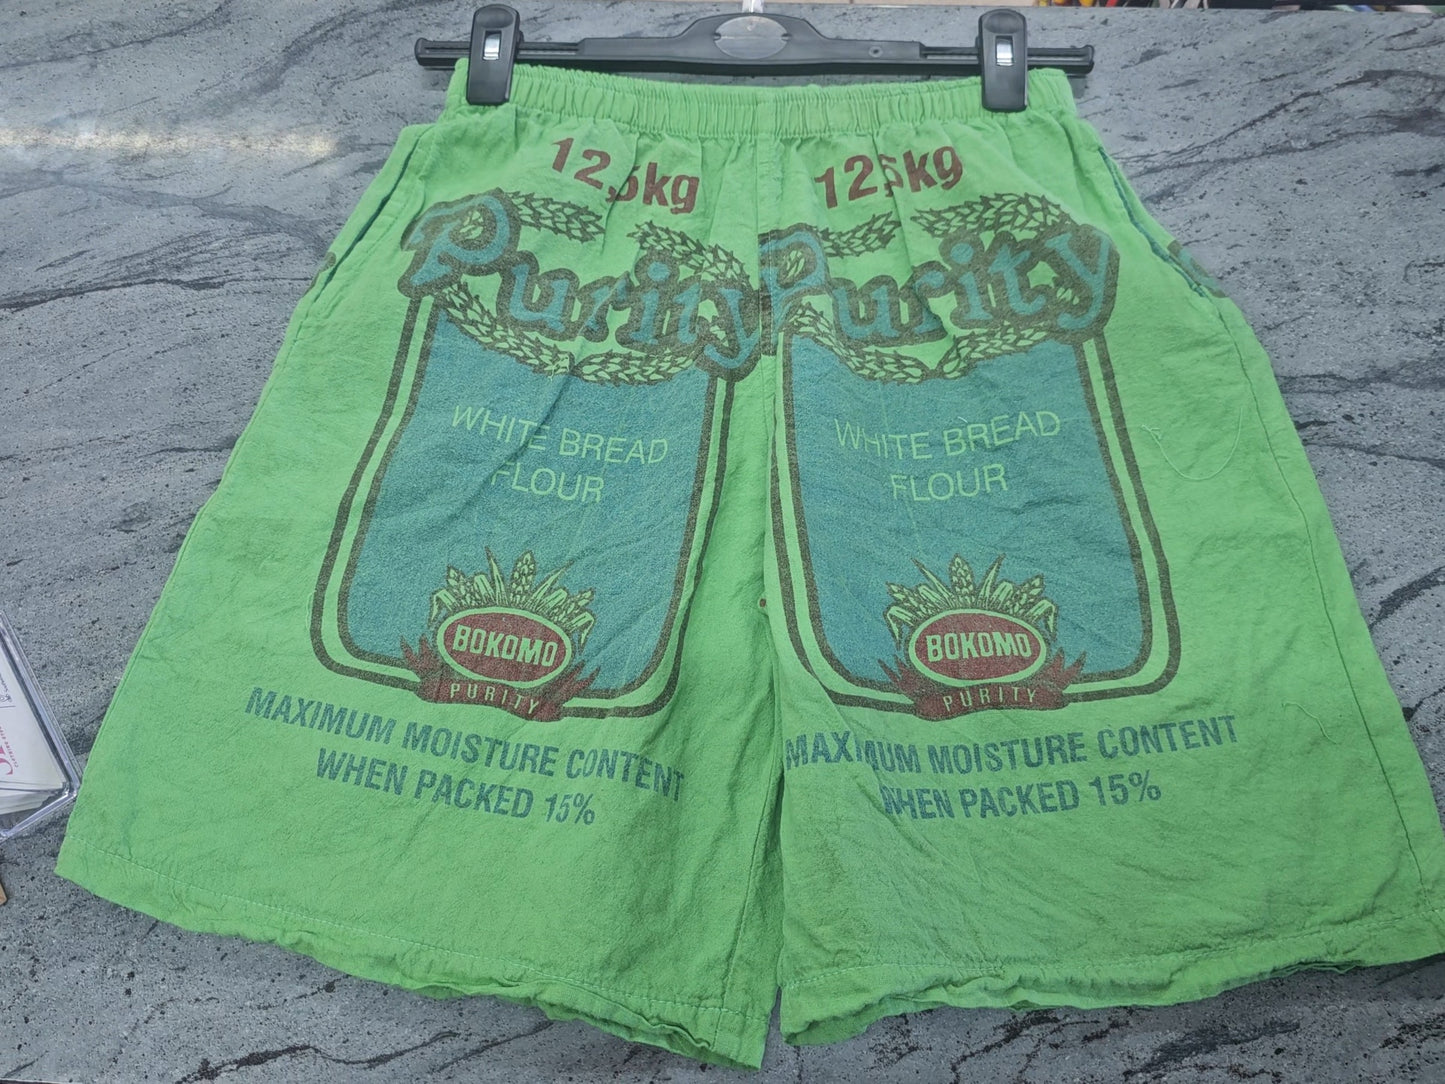 12,5kg
Purity
WHITE BREAD
FLOUR
BOKOMO
PURITY
MAXIMUM MOISTURE CONTENT
WHEN PACKED 15%
12,5kg
Purity
WHITE BREAD
FLOUR
BOKOMO
PURITY
MAXIMUM MOISTURE CONTENT
WHEN PACKED 15%